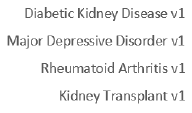 Diabetic Kidney Disease v1
Major Depressive Disorder v1
Rheumatoid Arthritis v1
Kidney Transplant v1